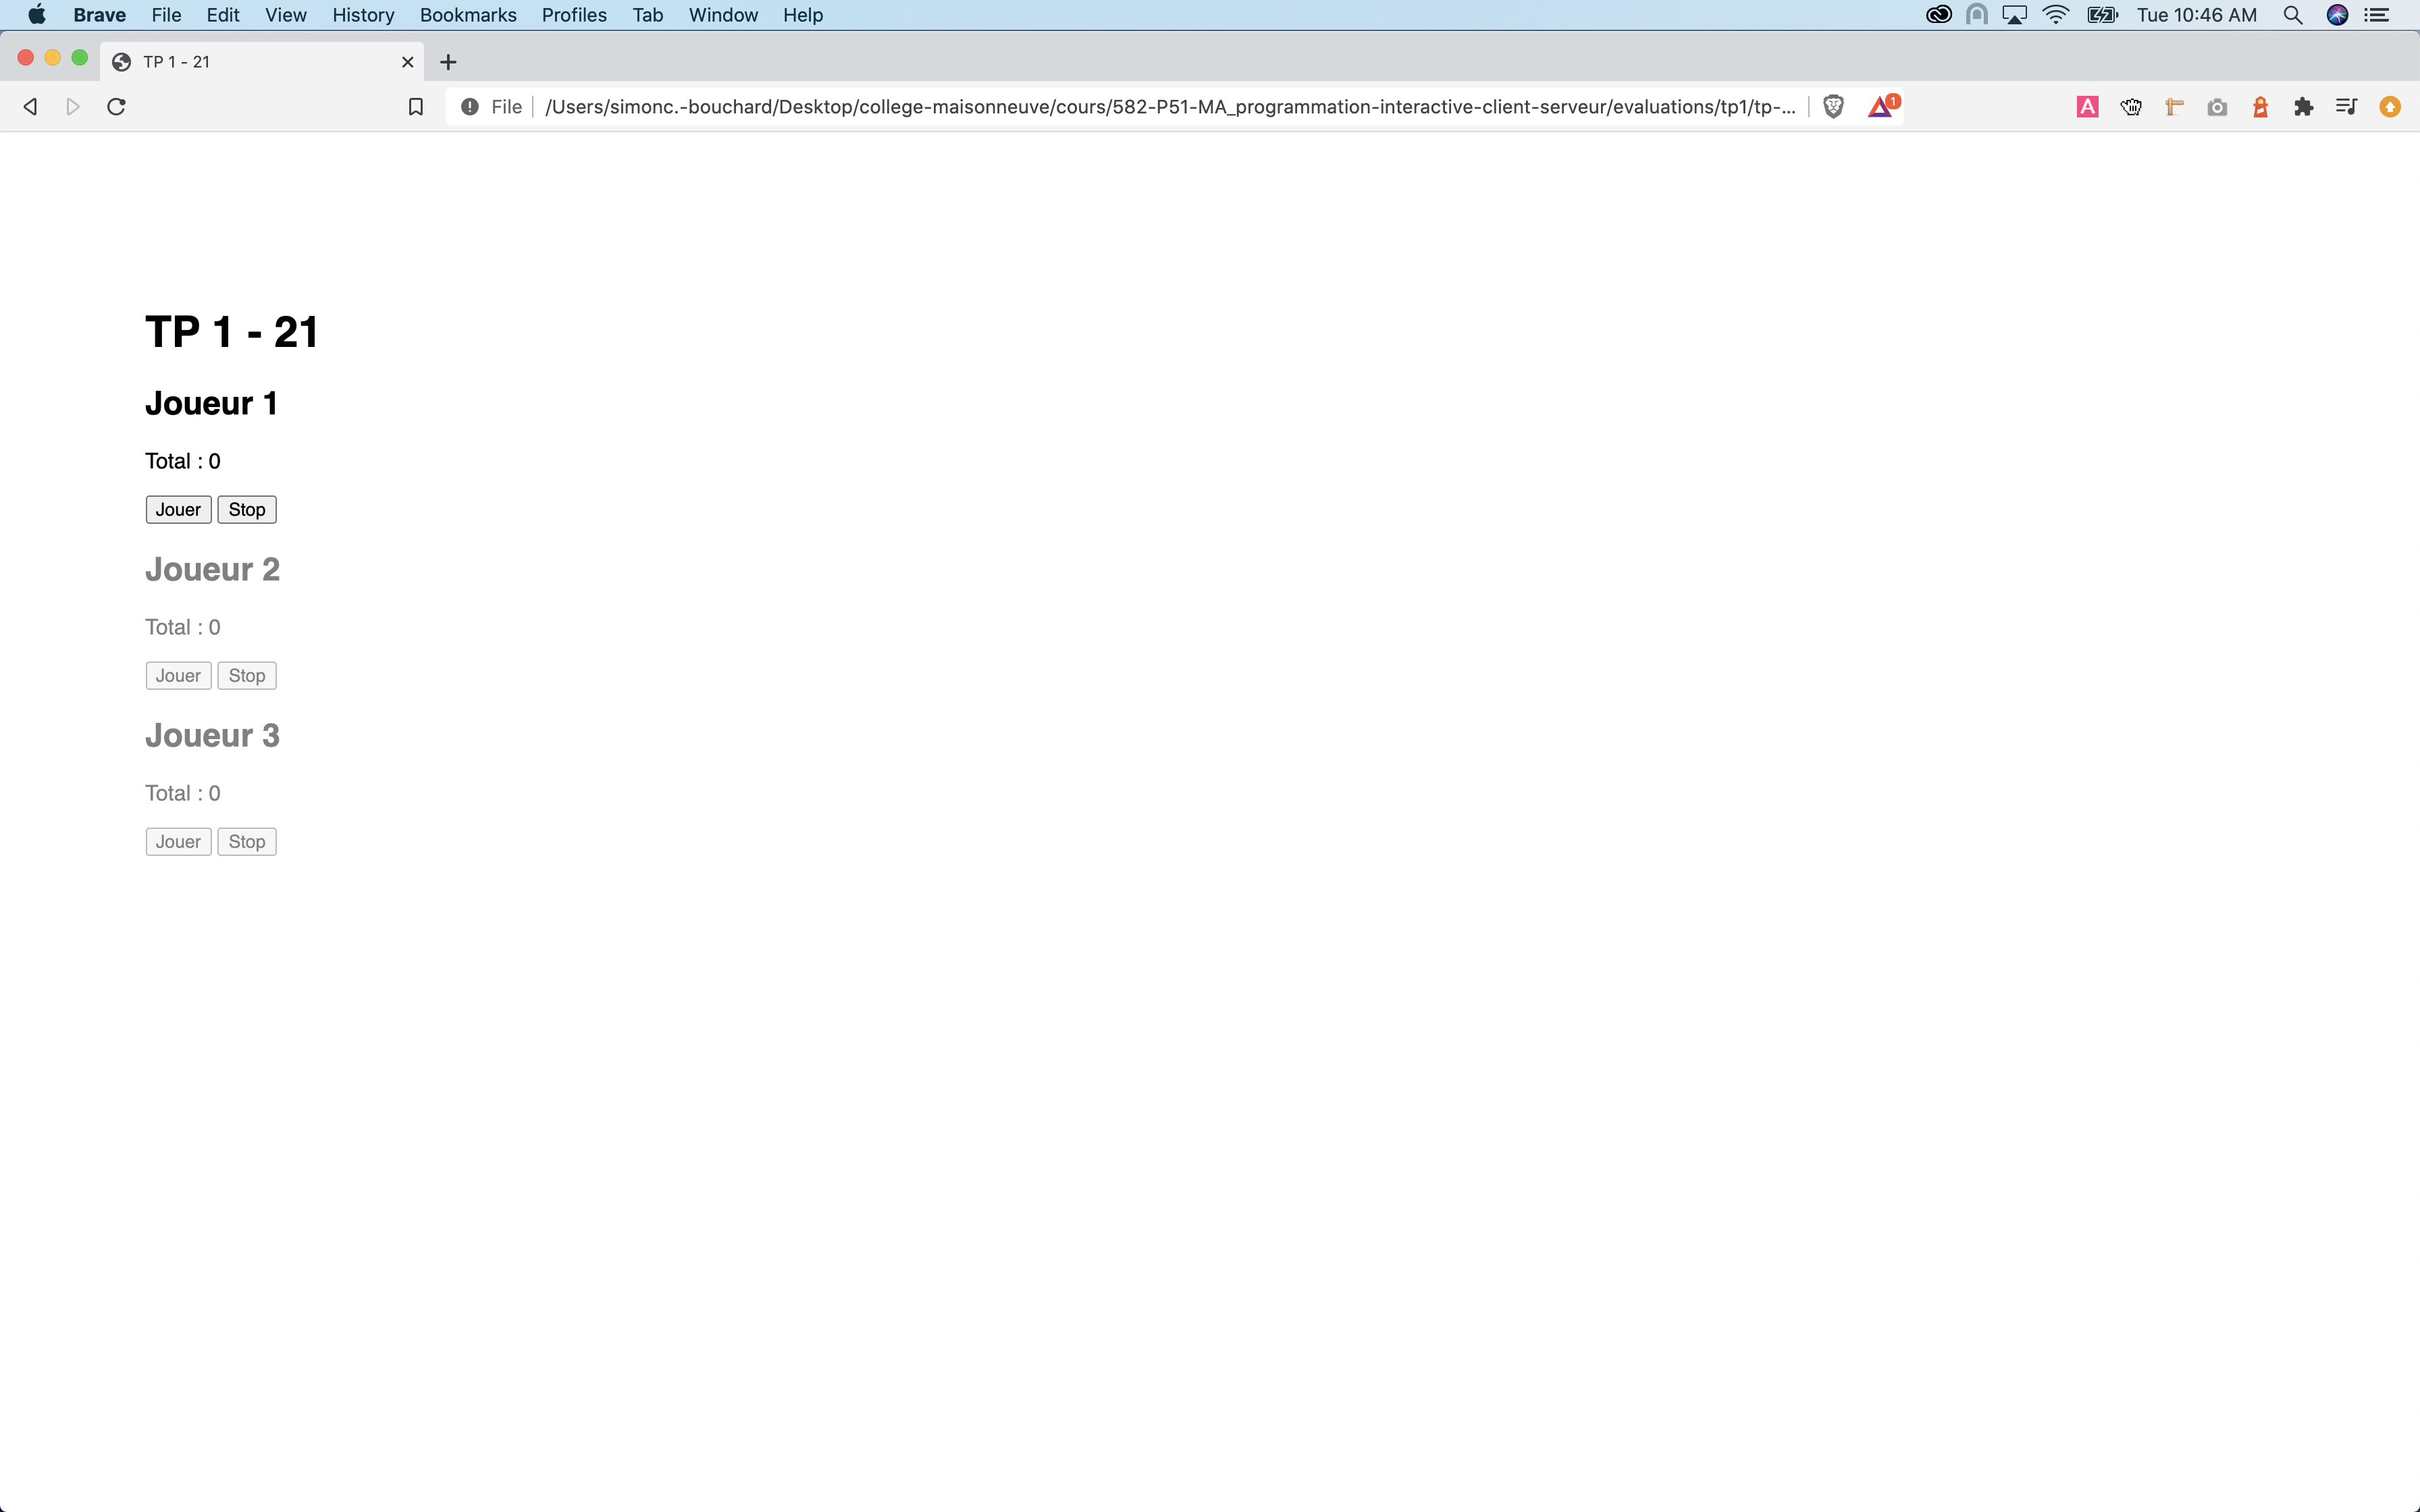 Brave File Edit View History Bookmarks Profiles Tab Window Help Tue 10:46 AM
TP 1 - 21
File /Users/simonc.-bouchard/Desktop/college-maisonneuve/cours/582-P51-MA_programmation-interactive-client-serveur/evaluations/tp1/tp-... 1 A
TP 1 - 21
Joueur 1
Total : 0
Jouer Stop
Joueur 2
Total : 0
Jouer Stop
Joueur 3
Total : 0
Jouer Stop